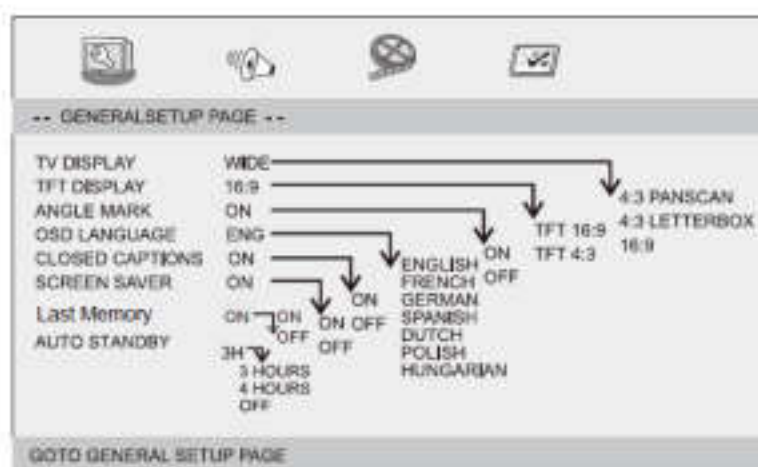 -- GENERALSETUP PAGE --
TV DISPLAY WIDE
TFT DISPLAY 16:9
ANGLE MARK ON
OSD LANGUAGE ENG
CLOSED CAPTIONS ON
SCREEN SAVER ON
Last Memory ON
AUTO STANDBY 3H
4:3 PANSCAN
4:3 LETTERBOX
16:9
TFT 16:9
TFT 4:3
ON
OFF
ENGLISH
FRENCH
GERMAN
SPANISH
DUTCH
POLISH
HUNGARIAN
ON
OFF
ON
OFF
ON
OFF
3 HOURS
4 HOURS
OFF
GOTO GENERAL SETUP PAGE